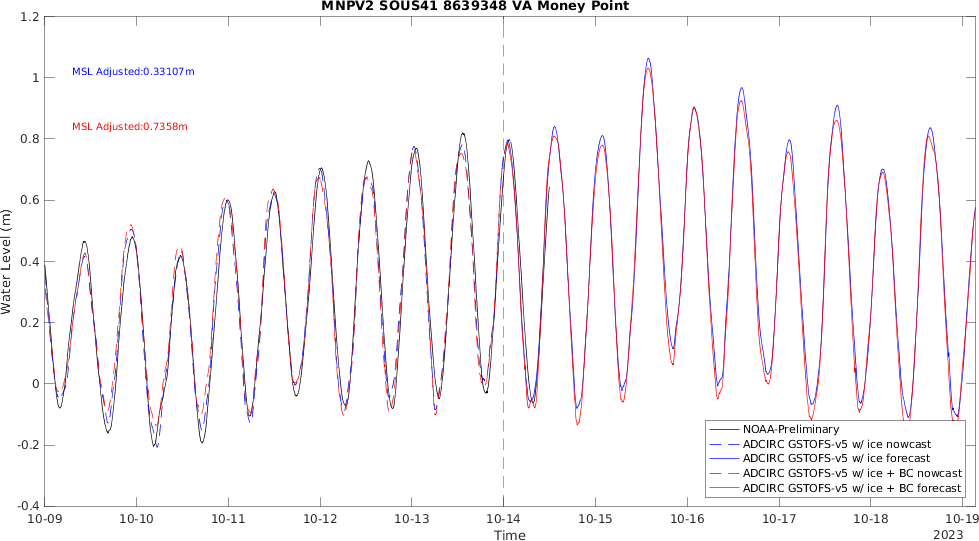 MNPV2 SOUS41 8639348 VA Money Point
1.2
1
0.8
0.6
0.4
0.2
0
-0.2
-0.4
Water Level (m)
MSL Adjusted:0.33107m
MSL Adjusted:0.7358m
NOAA-Preliminary
ADCIRC GSTOFS-v5 w/ ice nowcast
ADCIRC GSTOFS-v5 w/ ice forecast
ADCIRC GSTOFS-v5 w/ ice + BC nowcast
ADCIRC GSTOFS-v5 w/ ice + BC forecast
10-09 10-10 10-11 10-12 10-13 10-14 10-15 10-16 10-17 10-18 10-19
Time
2023